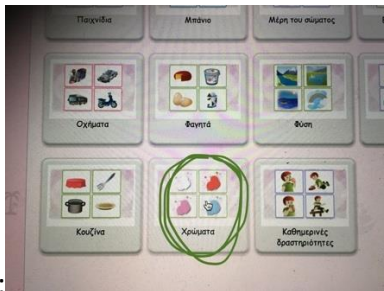 Παιχνίδια
Μπάνιο
Μέρη του σώματος
Οχήματα
Φαγητά
Φύση
Κουζίνα
Χρώματα
Καθημερινές
δραστηριότητες